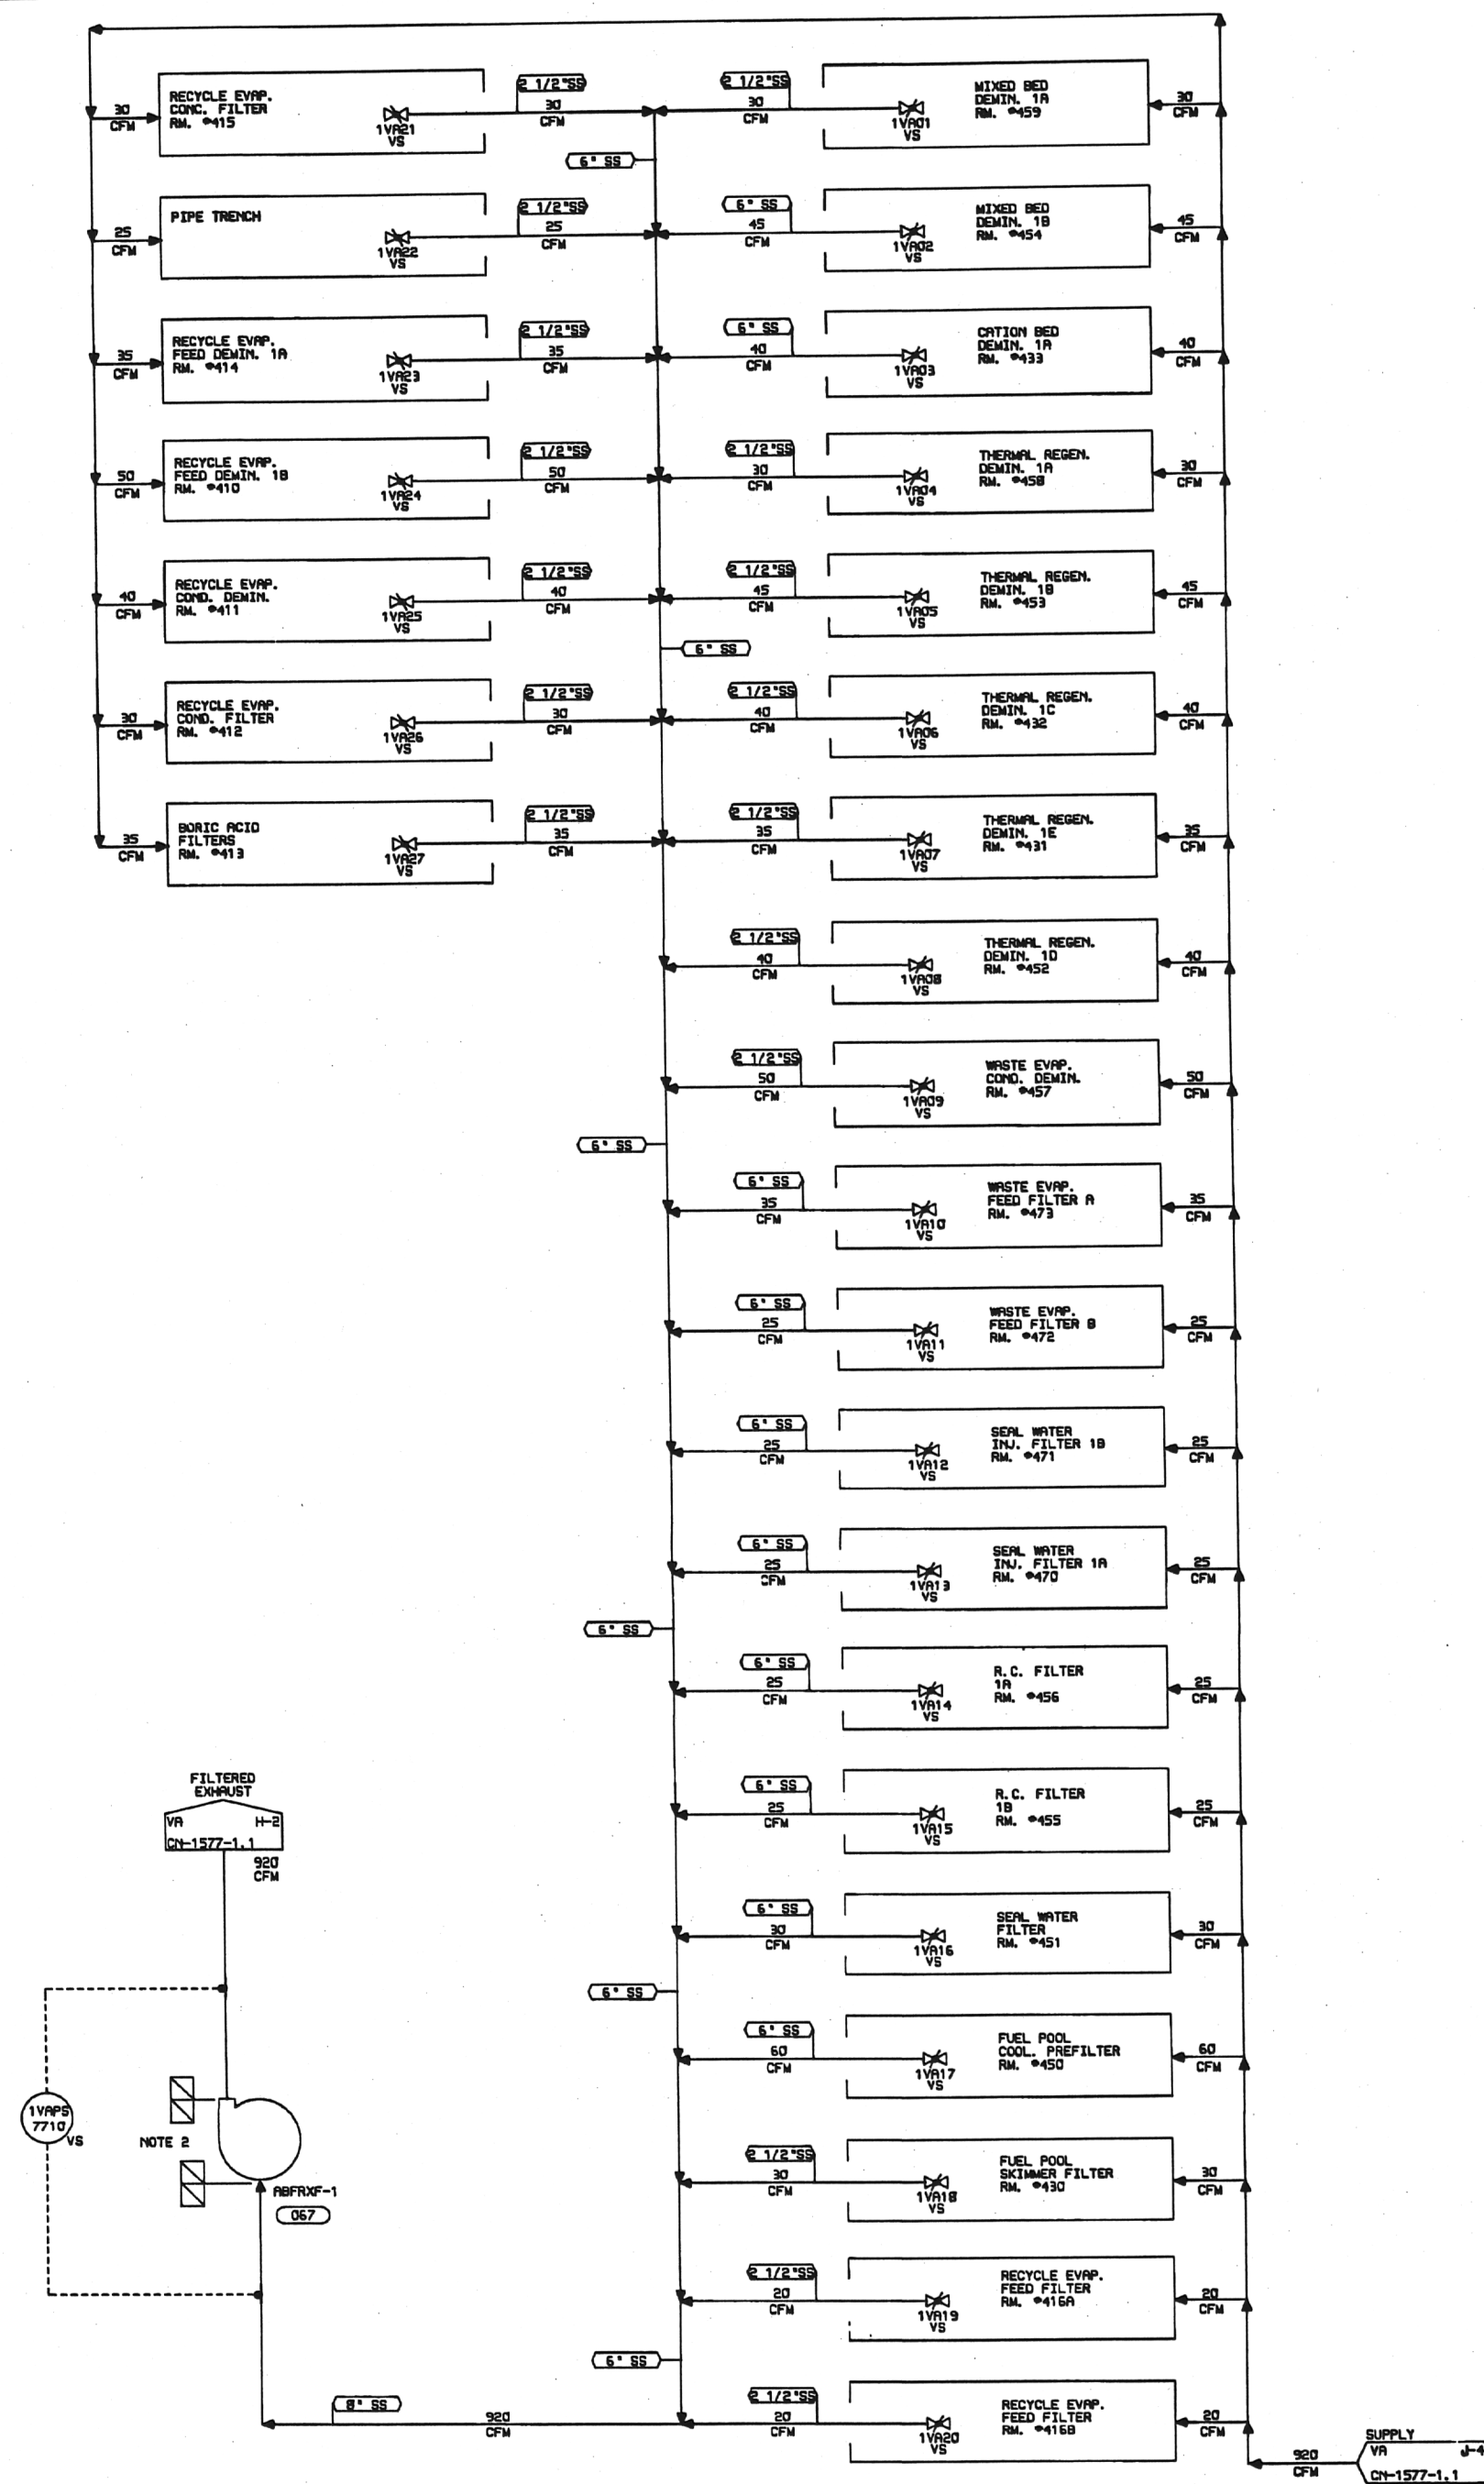 RECYCLE EVAP.
CONC. FILTER
RM. #415
30
CFM
1VA21
VS
2 1/2"SS
30
CFM
2 1/2"SS
30
CFM
1VA01
VS
MIXED BED
DEMIN. 1A
RM. #459
30
CFM
6" SS
PIPE TRENCH
25
CFM
1VA22
VS
2 1/2"SS
25
CFM
6" SS
45
CFM
1VA02
VS
MIXED BED
DEMIN. 1B
RM. #454
45
CFM
RECYCLE EVAP.
FEED DEMIN. 1A
RM. #414
35
CFM
1VA23
VS
2 1/2"SS
35
CFM
6" SS
40
CFM
1VA03
VS
CATION BED
DEMIN. 1A
RM. #433
40
CFM
RECYCLE EVAP.
FEED DEMIN. 1B
RM. #410
50
CFM
1VA24
VS
2 1/2"SS
50
CFM
2 1/2"SS
30
CFM
1VA04
VS
THERMAL REGEN.
DEMIN. 1A
RM. #458
30
CFM
RECYCLE EVAP.
COND. DEMIN.
RM. #411
40
CFM
1VA25
VS
2 1/2"SS
40
CFM
2 1/2"SS
45
CFM
1VA05
VS
THERMAL REGEN.
DEMIN. 1B
RM. #453
45
CFM
6" SS
RECYCLE EVAP.
COND. FILTER
RM. #412
30
CFM
1VA26
VS
2 1/2"SS
30
CFM
2 1/2"SS
40
CFM
1VA06
VS
THERMAL REGEN.
DEMIN. 1C
RM. #432
40
CFM
BORIC ACID
FILTERS
RM. #413
35
CFM
1VA27
VS
2 1/2"SS
35
CFM
2 1/2"SS
35
CFM
1VA07
VS
THERMAL REGEN.
DEMIN. 1E
RM. #431
35
CFM
2 1/2"SS
40
CFM
1VA08
VS
THERMAL REGEN.
DEMIN. 1D
RM. #452
40
CFM
2 1/2"SS
50
CFM
1VA09
VS
WASTE EVAP.
COND. DEMIN.
RM. #457
50
CFM
6" SS
6" SS
35
CFM
1VA10
VS
WASTE EVAP.
FEED FILTER A
RM. #473
35
CFM
6" SS
25
CFM
1VA11
VS
WASTE EVAP.
FEED FILTER B
RM. #472
25
CFM
6" SS
25
CFM
1VA12
VS
SEAL WATER
INJ. FILTER 1B
RM. #471
25
CFM
6" SS
25
CFM
1VA13
VS
SEAL WATER
INJ. FILTER 1A
RM. #470
25
CFM
6" SS
6" SS
25
CFM
1VA14
VS
R.C. FILTER
1A
RM. #456
25
CFM
6" SS
25
CFM
1VA15
VS
R.C. FILTER
1B
RM. #455
25
CFM
FILTERED
EXHAUST
VA H-2
CN-1577-1.1
920
CFM
6" SS
30
CFM
1VA16
VS
SEAL WATER
FILTER
RM. #451
30
CFM
6" SS
6" SS
60
CFM
1VA17
VS
FUEL POOL
COOL. PREFILTER
RM. #450
60
CFM
1VAPS
7710
VS
NOTE 2
ABFRXF-1
067
2 1/2"SS
30
CFM
1VA18
VS
FUEL POOL
SKIMMER FILTER
RM. #430
30
CFM
2 1/2"SS
20
CFM
1VA19
VS
RECYCLE EVAP.
FEED FILTER
RM. #416A
20
CFM
6" SS
8" SS
920
CFM
2 1/2"SS
20
CFM
1VA20
VS
RECYCLE EVAP.
FEED FILTER
RM. #416B
20
CFM
920
CFM
SUPPLY
VA J-4
CN-1577-1.1